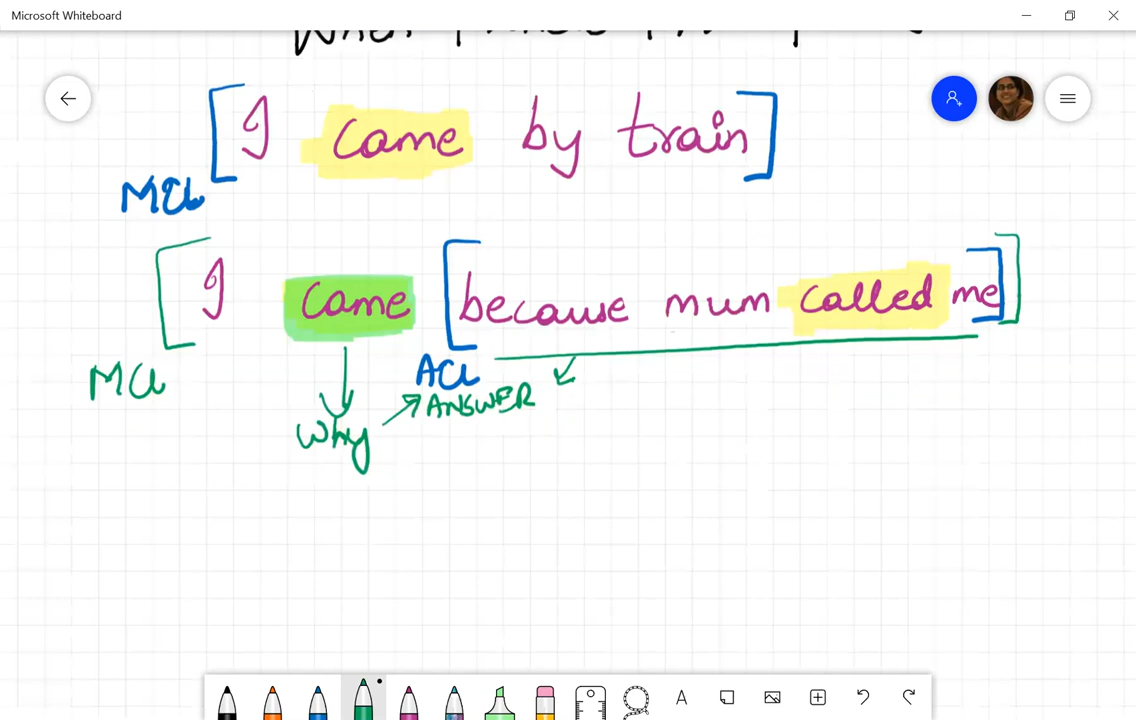 Microsoft Whiteboard
[I came by train]
MCl
[I came [because mum called me]]
MCl
ACl
Why
ANSWER
A